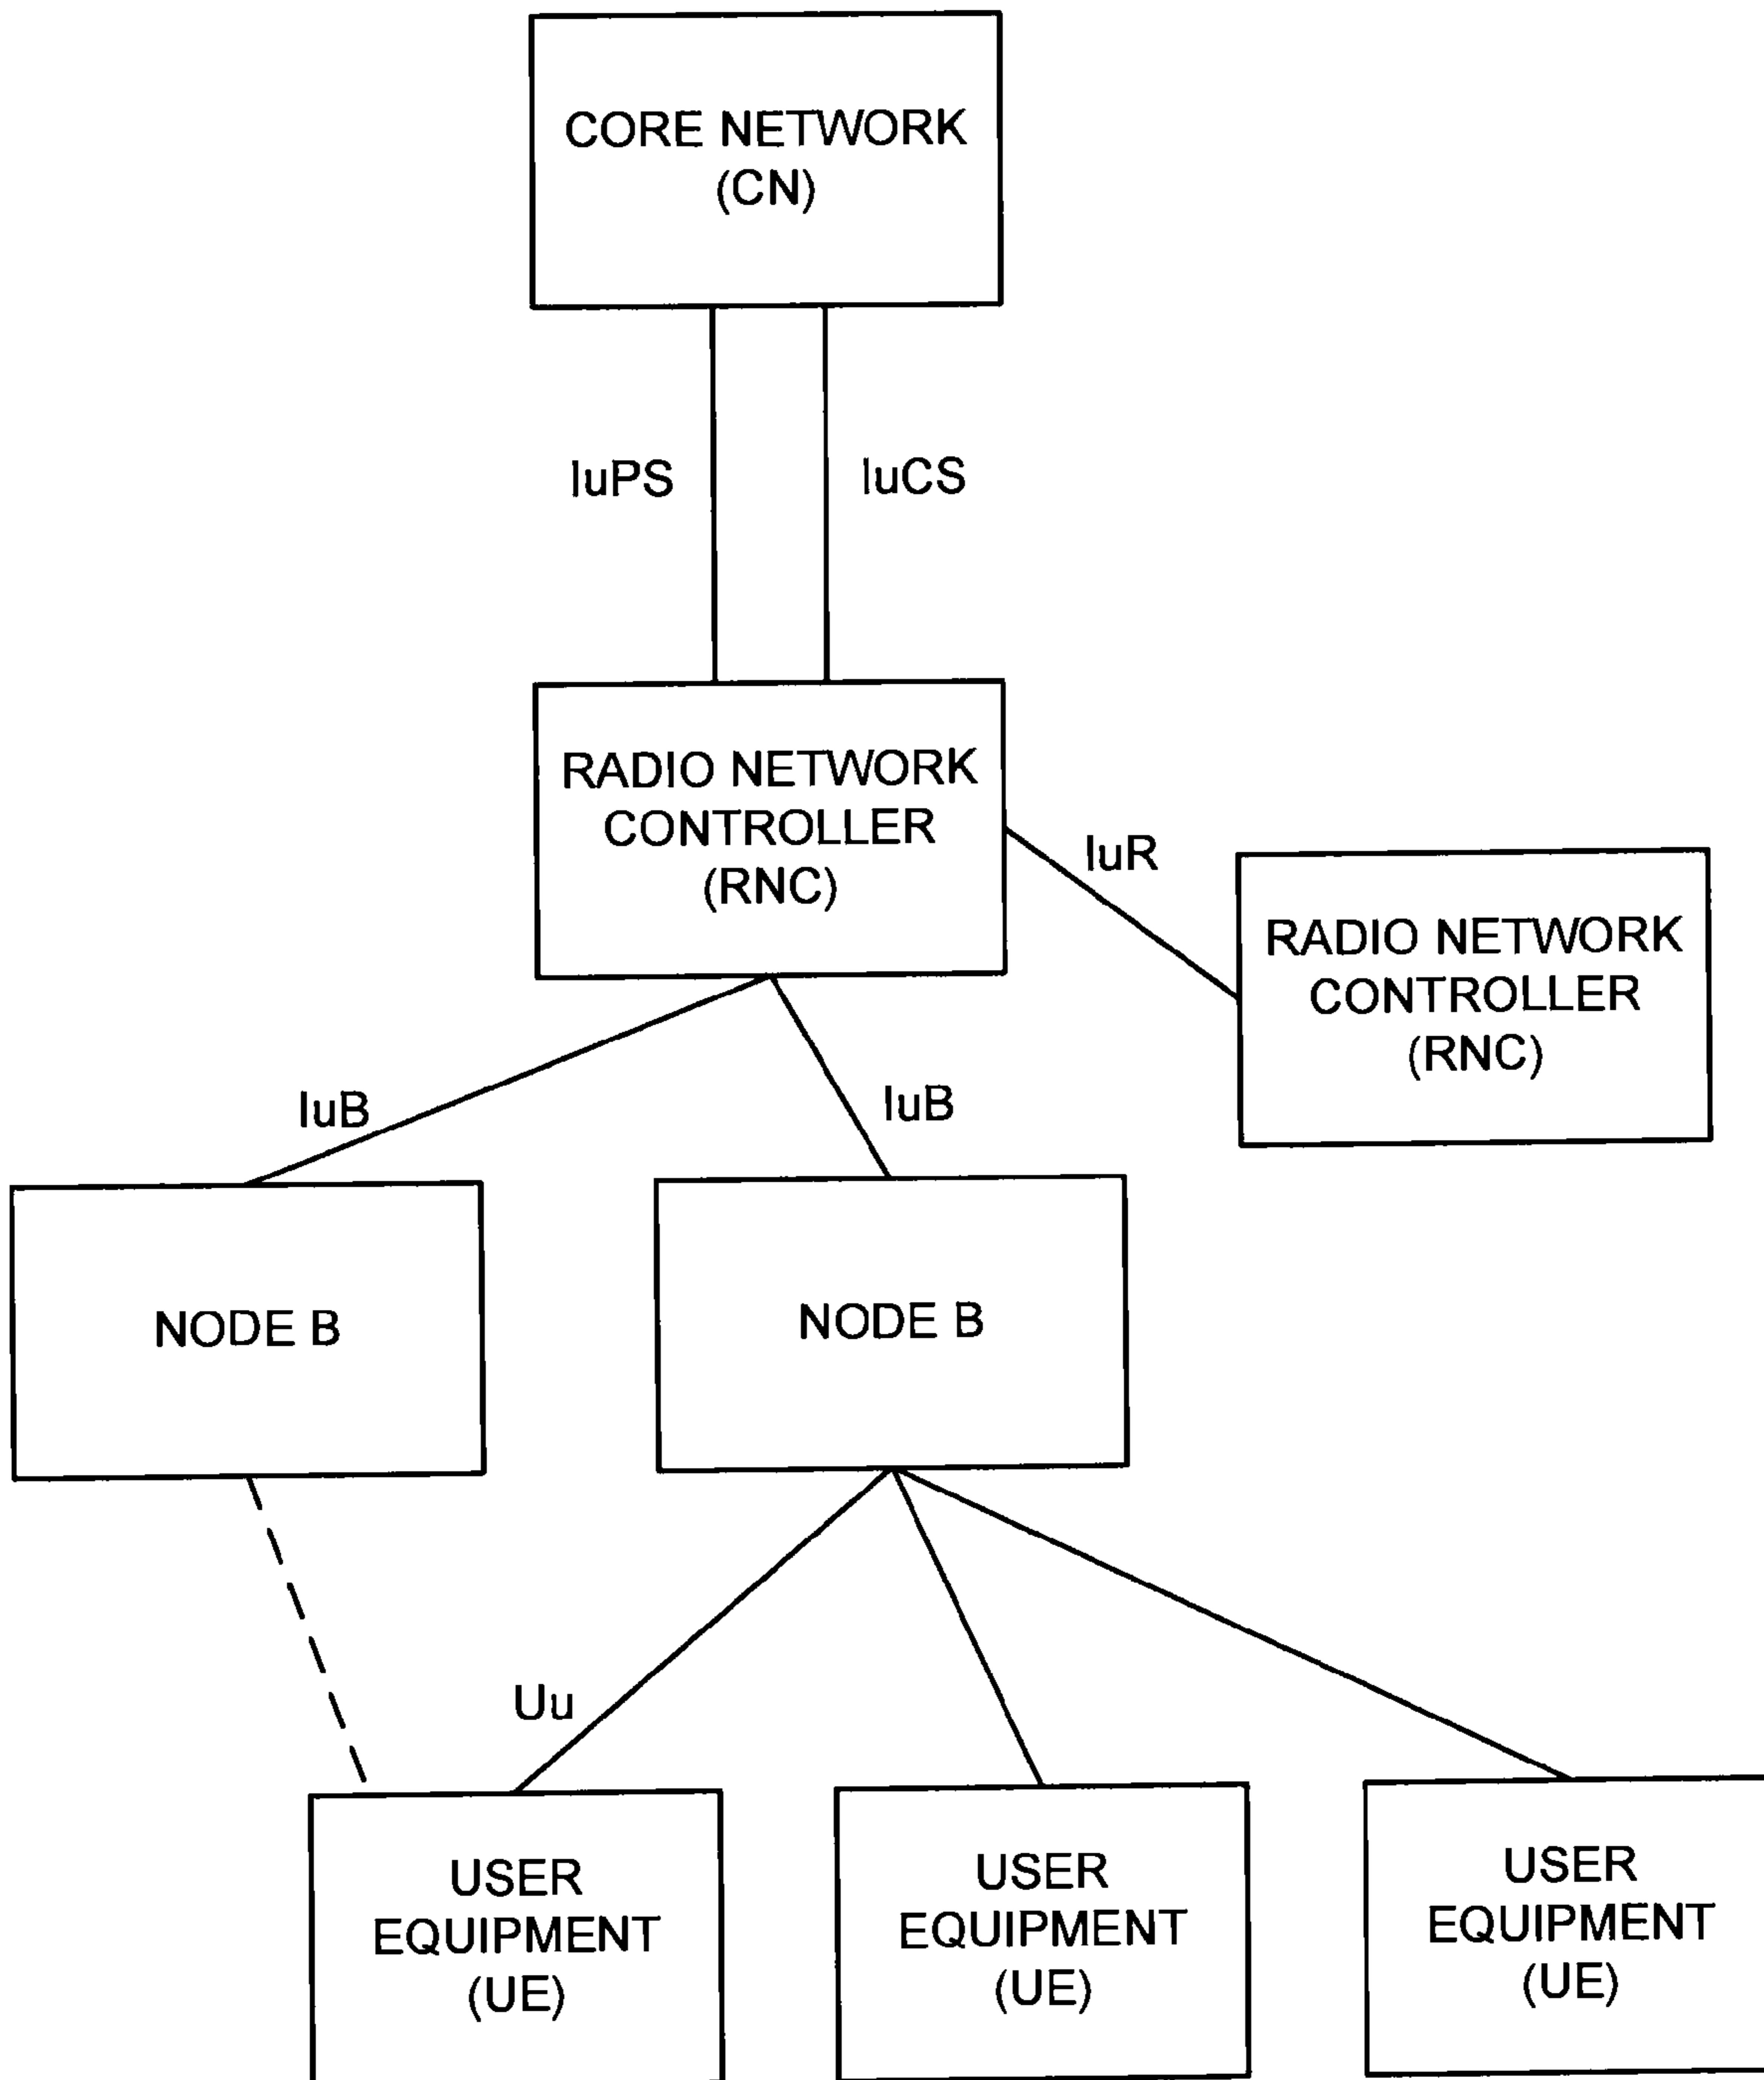 CORE NETWORK
(CN)
IuPS
IuCS
RADIO NETWORK
CONTROLLER
(RNC)
IuR
RADIO NETWORK
CONTROLLER
(RNC)
IuB
IuB
NODE B
NODE B
Uu
USER
EQUIPMENT
(UE)
USER
EQUIPMENT
(UE)
USER
EQUIPMENT
(UE)